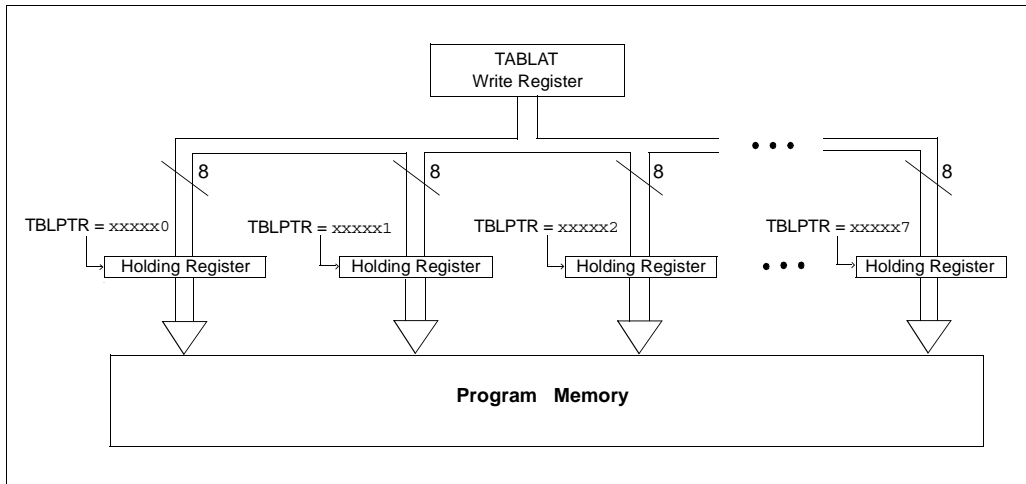 TABLAT
Write Register
8 8 8 8
TBLPTR = xxxxx0 TBLPTR = xxxxx1 TBLPTR = xxxxx2 TBLPTR = xxxxx7
Holding Register Holding Register Holding Register Holding Register
Program Memory